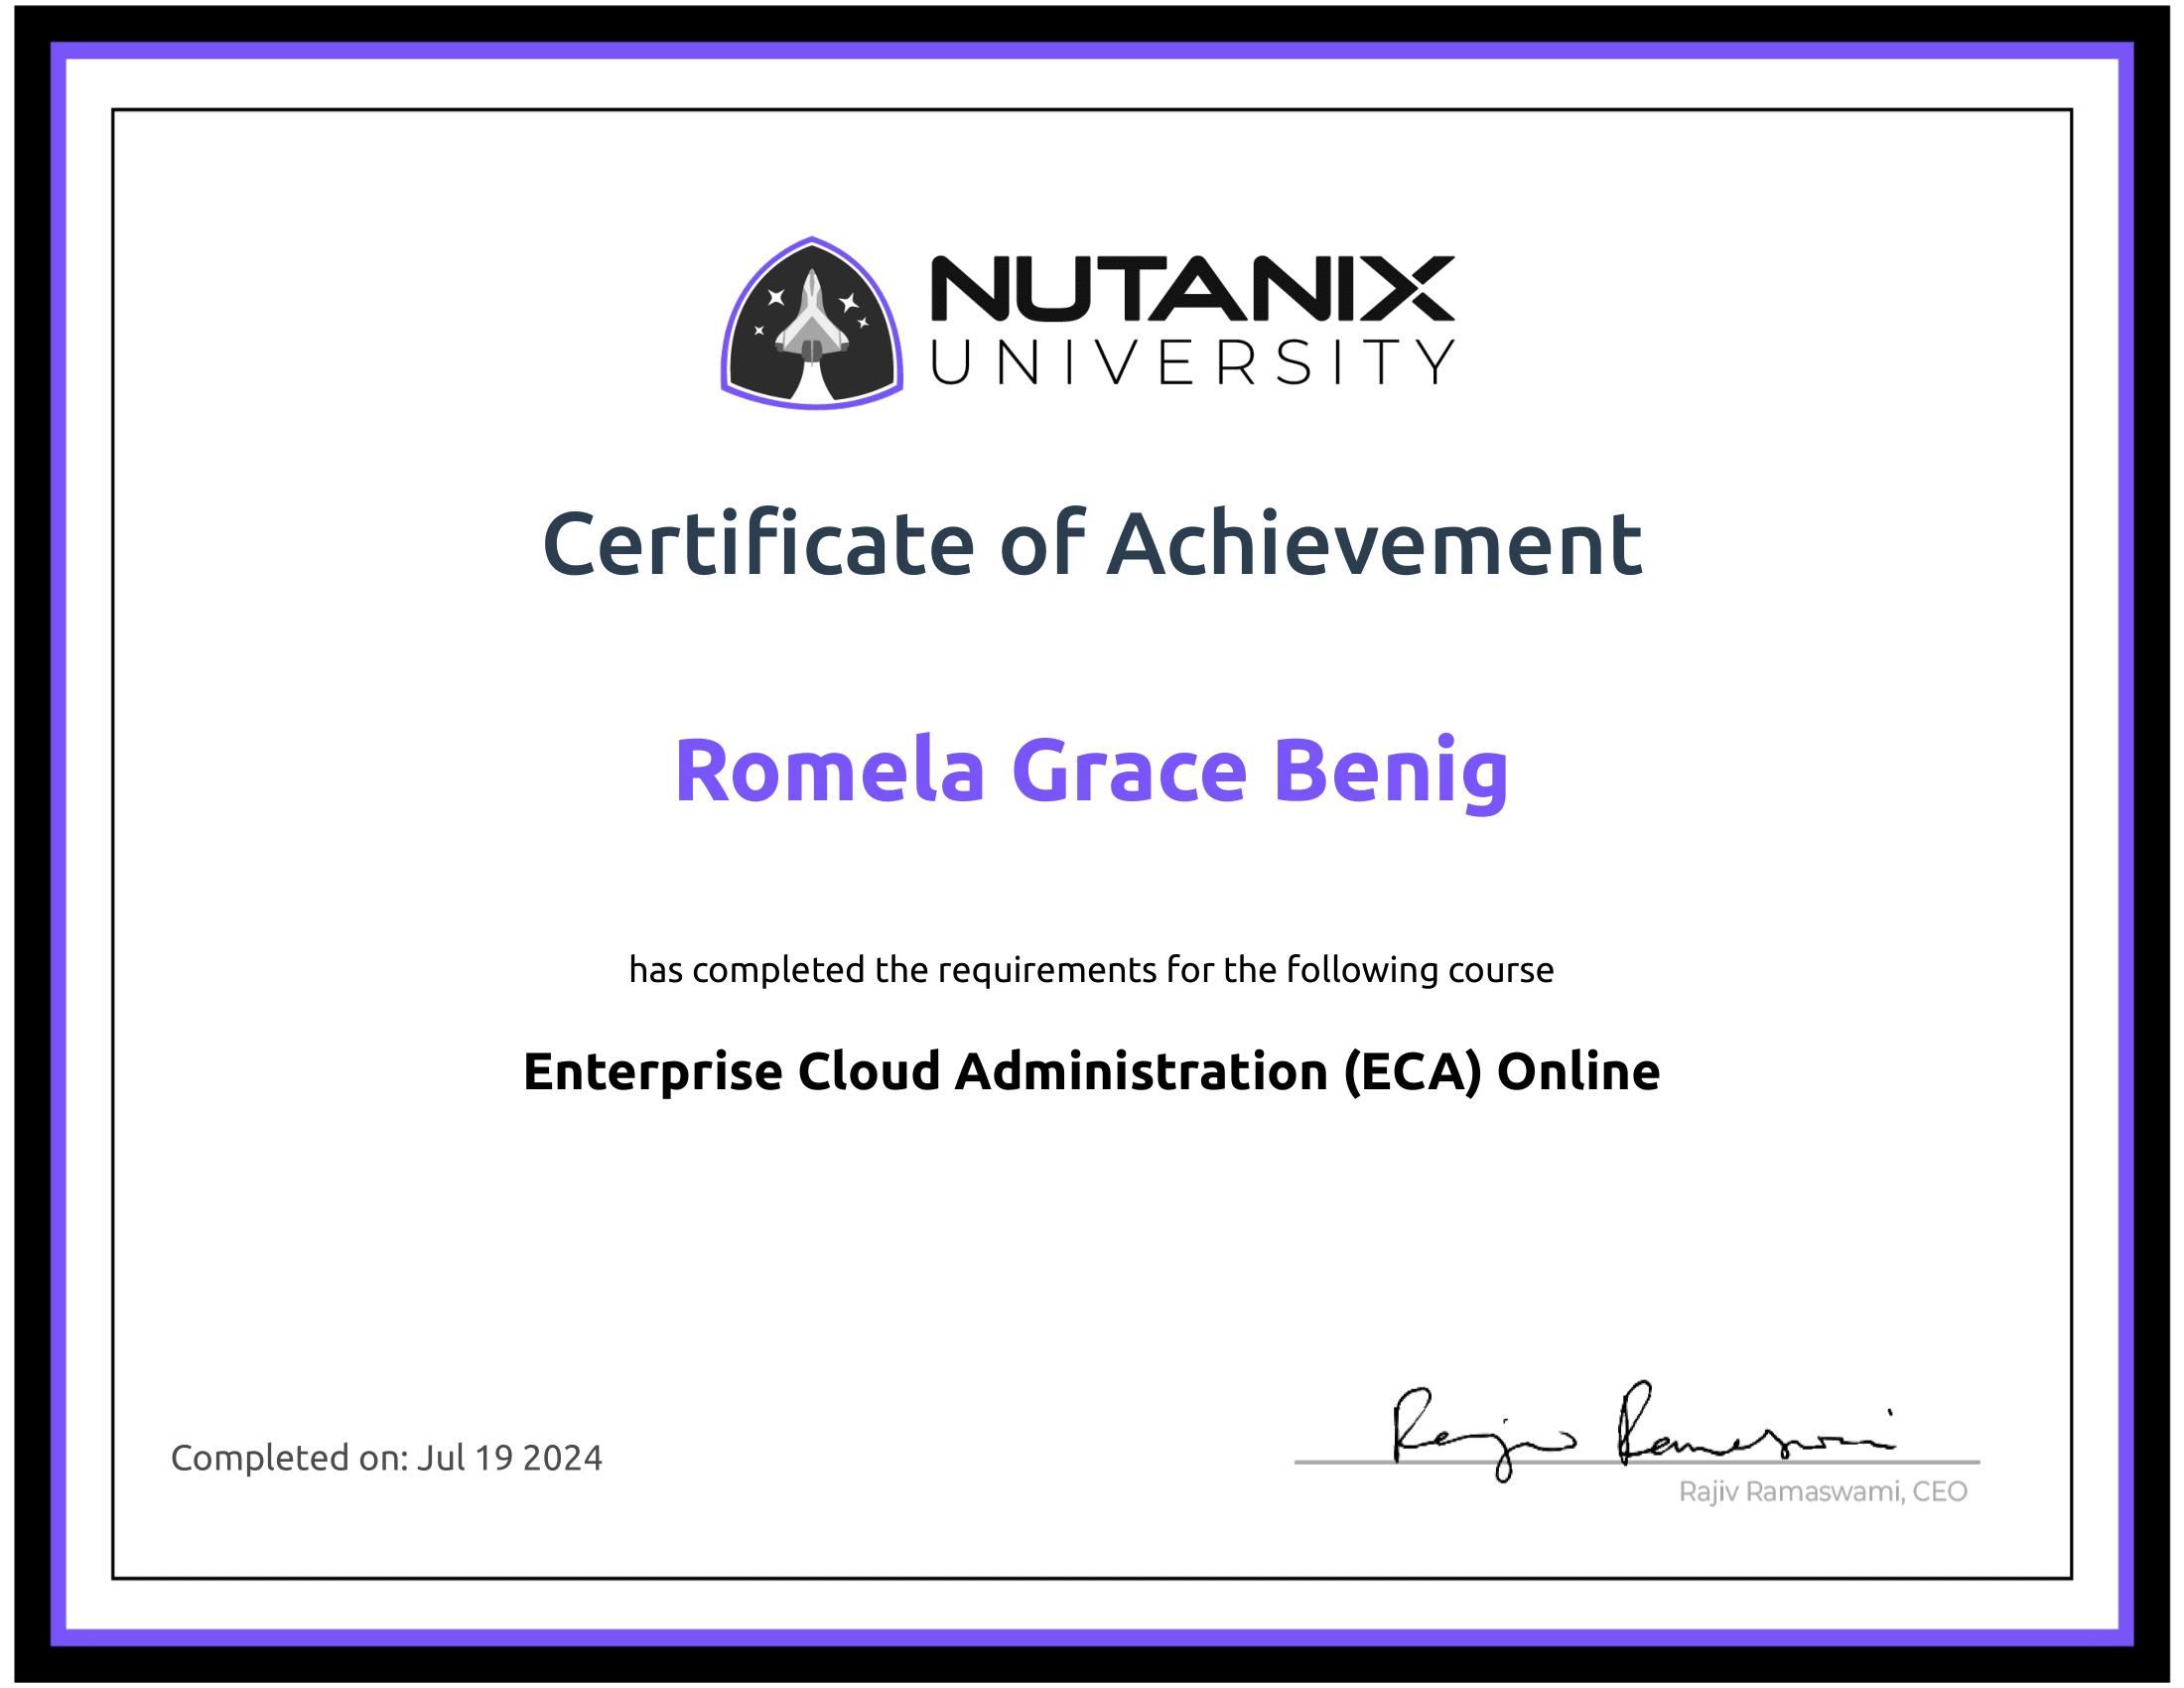 NUTANIX
UNIVERSITY
Certificate of Achievement
Romela Grace Benig
has completed the requirements for the following course
Enterprise Cloud Administration (ECA) Online
Completed on: Jul 19 2024
Rajiv Ramaswami
Rajiv Ramaswami, CEO